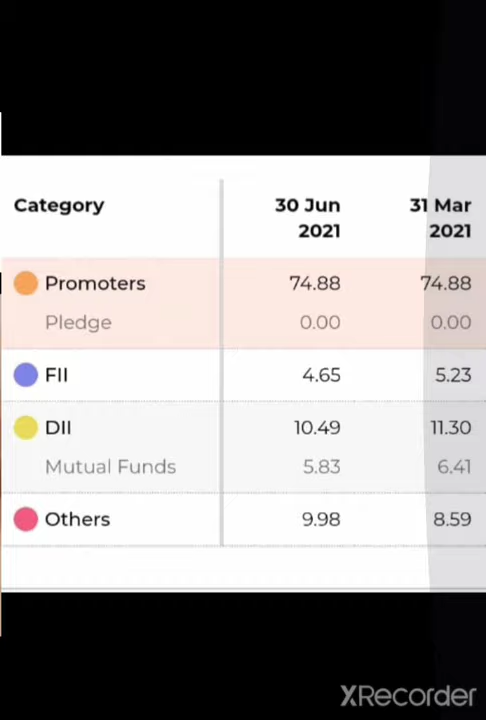 Category 30 Jun 2021 31 Mar 2021
Promoters 74.88 74.88
Pledge 0.00 0.00
FII 4.65 5.23
DII 10.49 11.30
Mutual Funds 5.83 6.41
Others 9.98 8.59
XRecorder